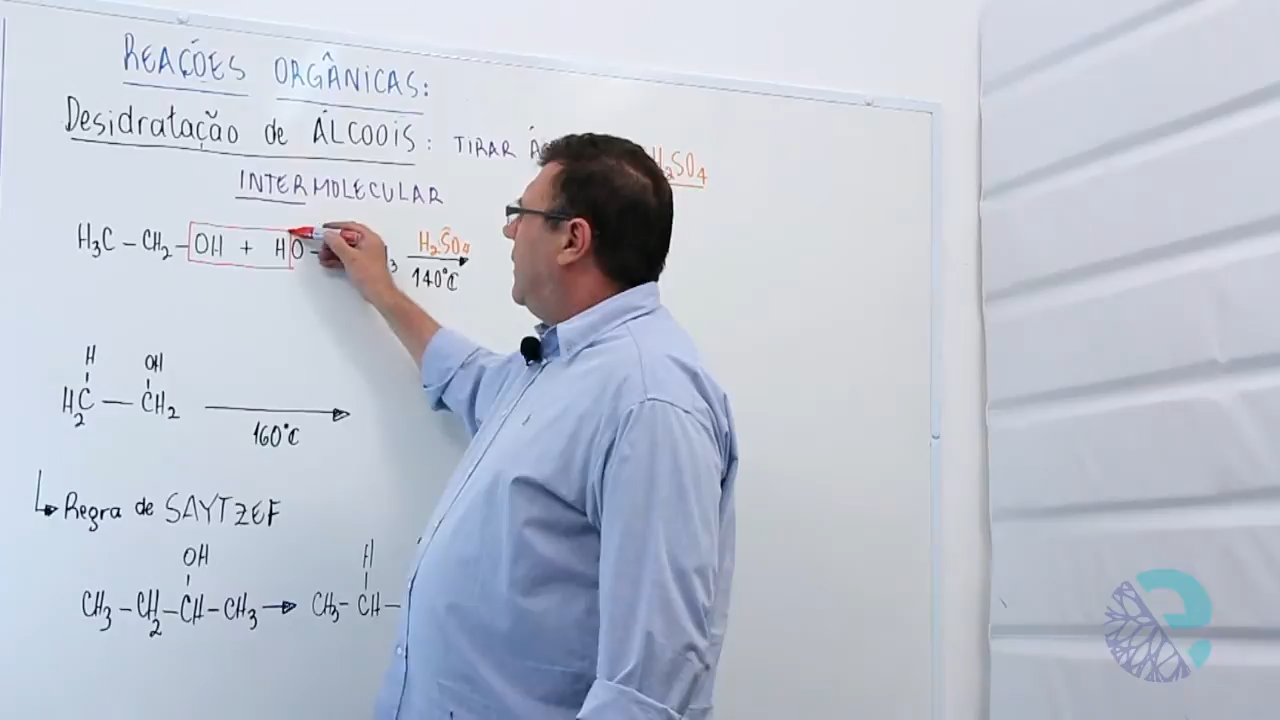 REAÇÕES ORGÂNICAS:
Desidratação de ÁLCOOIS: TIRAR H₂SO₄
INTERMOLECULAR
H₃C – CH₂ – OH + HO – ₃ H₂SO₄
140°C
H OH
H₂C — CH₂
160°C
Regra de SAYTZEF
OH H
CH₃ – CH₂ – CH – CH₃ → CH₃ – CH –